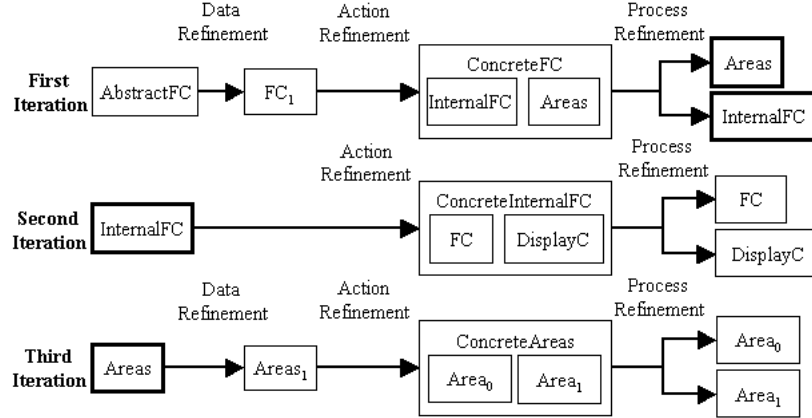 Data
Refinement
Action
Refinement
Process
Refinement
First
Iteration
AbstractFC
FC₁
ConcreteFC
InternalFC
Areas
Areas
InternalFC
Action
Refinement
Process
Refinement
Second
Iteration
InternalFC
ConcreteInternalFC
FC
DisplayC
FC
DisplayC
Data
Refinement
Action
Refinement
Process
Refinement
Third
Iteration
Areas
Areas₁
ConcreteAreas
Area₀
Area₁
Area₀
Area₁